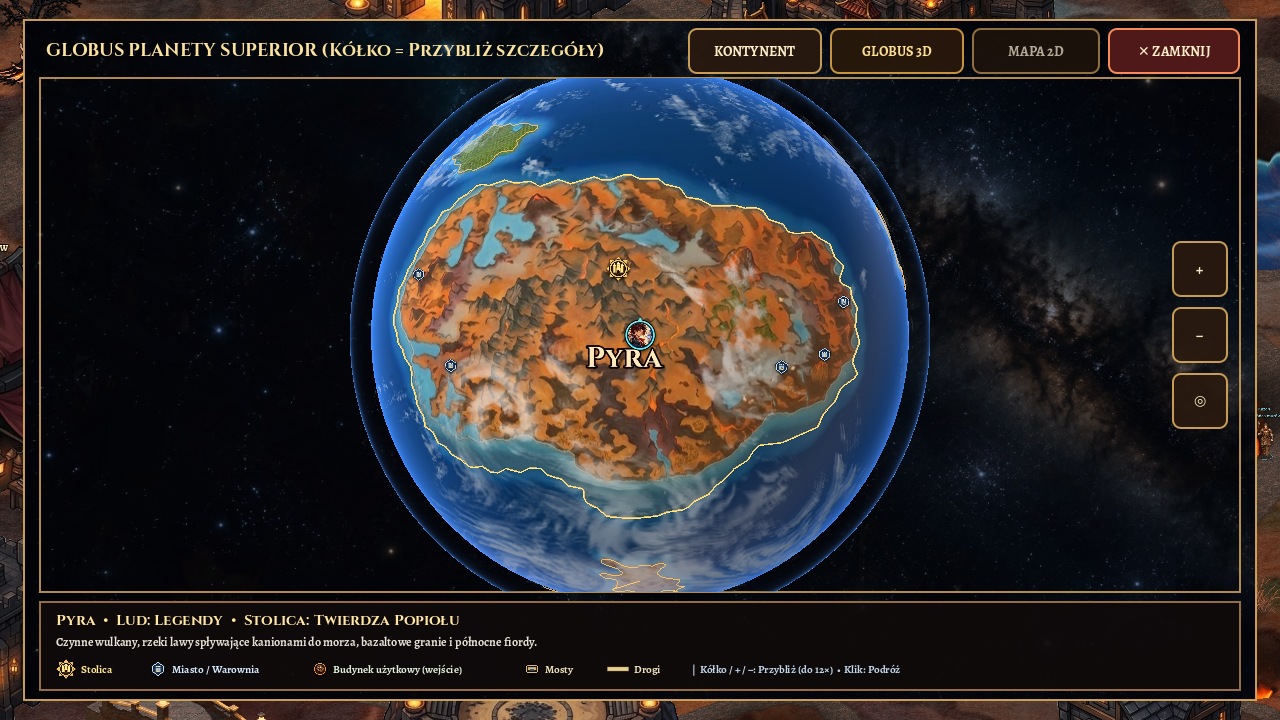 Globus Planety Superior (Kółko = Przybliż szczegóły)
KONTYNENT
GLOBUS 3D
MAPA 2D
✕ ZAMKNIJ
Pyra
+
−
◎
Pyra • Lud: Legendy • Stolica: Twierdza Popiołu
Czynne wulkany, rzeki lawy spływające kanionami do morza, bazaltowe granie i północne fiordy.
Stolica
Miasto / Warownia
Budynek użytkowy (wejście)
Mosty
Drogi
| Kółko / + / −: Przybliż (do 12×) • Klik: Podróż